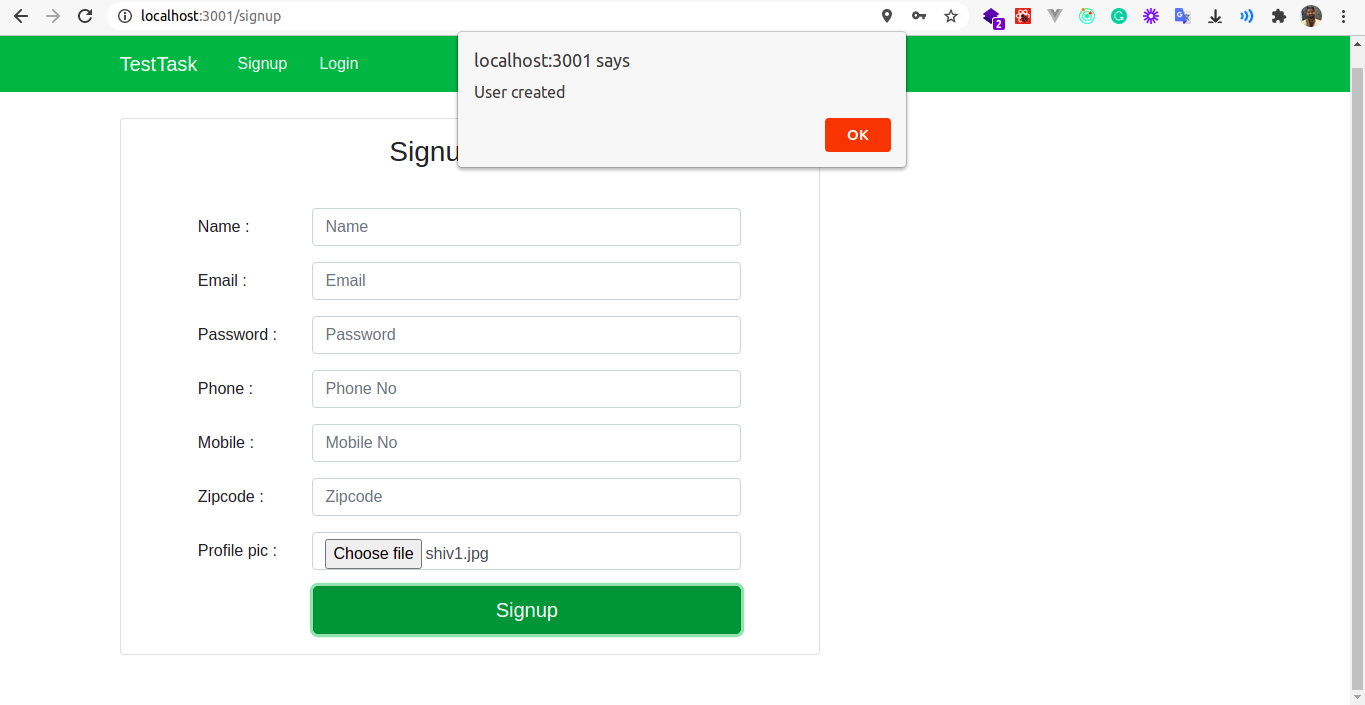 localhost:3001/signup
2
TestTask Signup Login
localhost:3001 says
User created
OK
Signu
Name : Name
Email : Email
Password : Password
Phone : Phone No
Mobile : Mobile No
Zipcode : Zipcode
Profile pic : Choose file shiv1.jpg
Signup